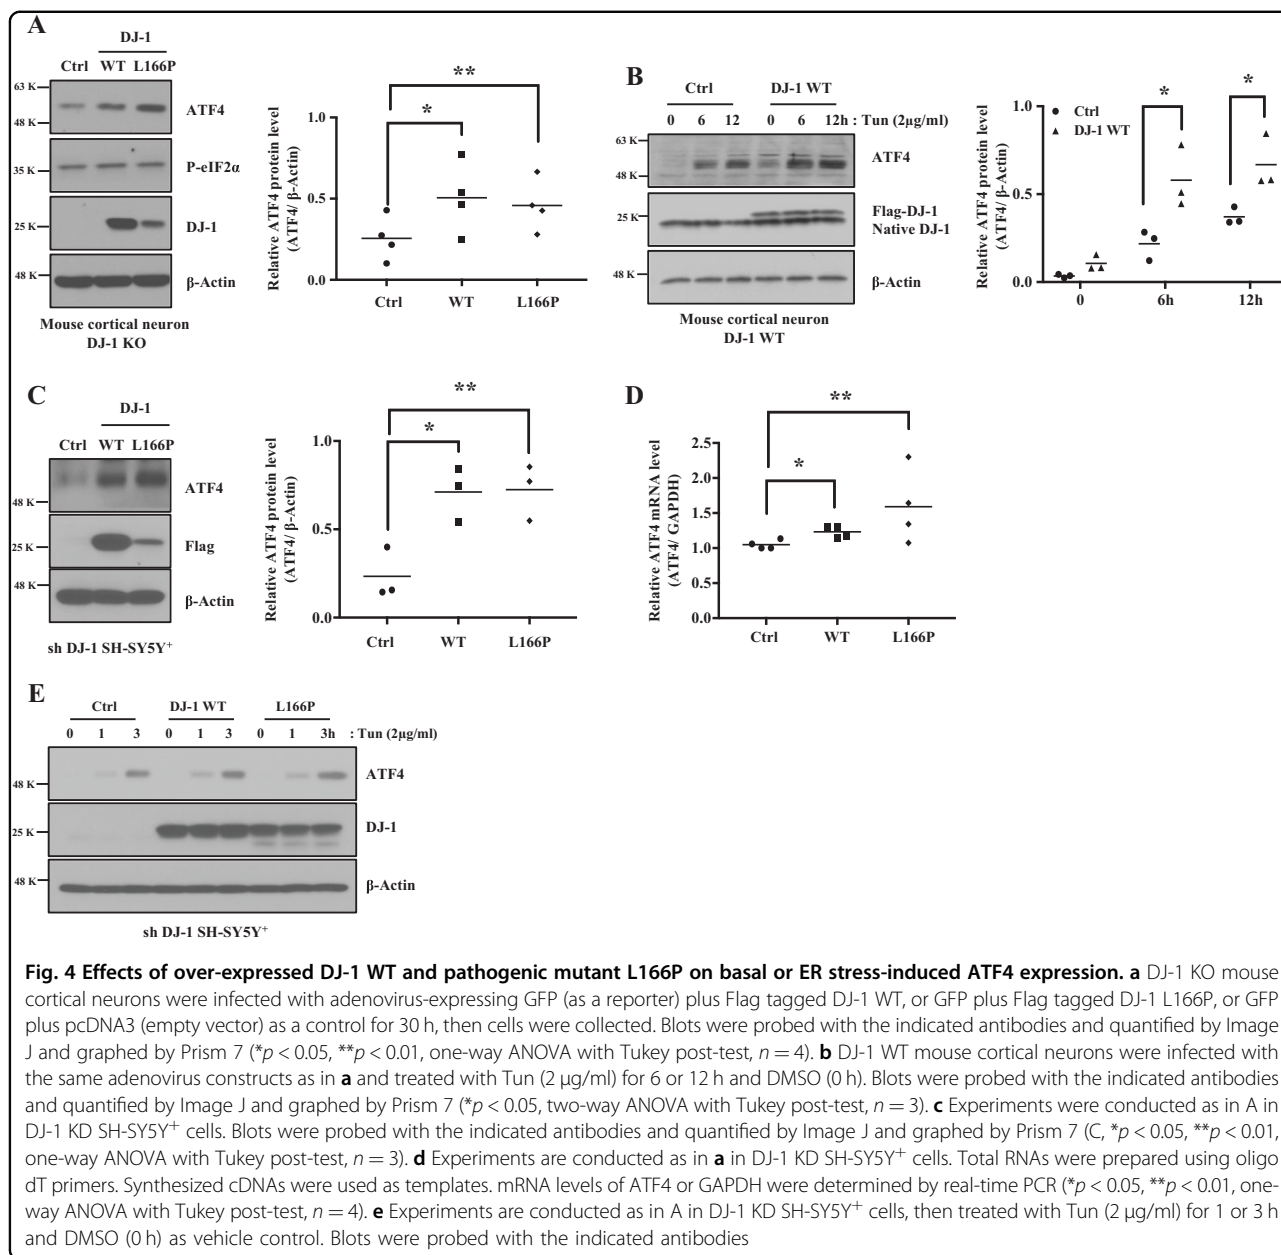 A
DJ-1
Ctrl WT L166P
63 K
48 K
ATF4
35 K
P-eIF2α
25 K
DJ-1
48 K
β-Actin
Mouse cortical neuron
DJ-1 KO
Relative ATF4 protein level
(ATF4/ β-Actin)
1.0
0.5
0.0
**
*
Ctrl WT L166P
B
Ctrl DJ-1 WT
0 6 12 0 6 12h : Tun (2μg/ml)
63 K
48 K
ATF4
25 K
Flag-DJ-1
Native DJ-1
48 K
β-Actin
Mouse cortical neuron
DJ-1 WT
Relative ATF4 protein level
(ATF4/ β-Actin)
1.0
0.5
0.0
Ctrl
DJ-1 WT
*
*
0 6h 12h
C
DJ-1
Ctrl WT L166P
48 K
ATF4
25 K
Flag
48 K
β-Actin
sh DJ-1 SH-SY5Y+
Relative ATF4 protein level
(ATF4/ β-Actin)
1.0
0.5
0.0
**
*
Ctrl WT L166P
D
Relative ATF4 mRNA level
(ATF4/ GAPDH)
2.5
2.0
1.5
1.0
0.5
0.0
**
*
Ctrl WT L166P
E
Ctrl DJ-1 WT L166P
0 1 3 0 1 3 0 1 3h : Tun (2μg/ml)
48 K
ATF4
25 K
DJ-1
48 K
β-Actin
sh DJ-1 SH-SY5Y+
Fig. 4 Effects of over-expressed DJ-1 WT and pathogenic mutant L166P on basal or ER stress-induced ATF4 expression. a DJ-1 KO mouse
cortical neurons were infected with adenovirus-expressing GFP (as a reporter) plus Flag tagged DJ-1 WT, or GFP plus Flag tagged DJ-1 L166P, or GFP
plus pcDNA3 (empty vector) as a control for 30 h, then cells were collected. Blots were probed with the indicated antibodies and quantified by Image
J and graphed by Prism 7 (*p < 0.05, **p < 0.01, one-way ANOVA with Tukey post-test, n = 4). b DJ-1 WT mouse cortical neurons were infected with
the same adenovirus constructs as in a and treated with Tun (2 μg/ml) for 6 or 12 h and DMSO (0 h). Blots were probed with the indicated antibodies
and quantified by Image J and graphed by Prism 7 (*p < 0.05, two-way ANOVA with Tukey post-test, n = 3). c Experiments were conducted as in A in
DJ-1 KD SH-SY5Y+ cells. Blots were probed with the indicated antibodies and quantified by Image J and graphed by Prism 7 (C, *p < 0.05, **p < 0.01,
one-way ANOVA with Tukey post-test, n = 3). d Experiments are conducted as in a in DJ-1 KD SH-SY5Y+ cells. Total RNAs were prepared using oligo
dT primers. Synthesized cDNAs were used as templates. mRNA levels of ATF4 or GAPDH were determined by real-time PCR (*p < 0.05, **p < 0.01, one-
way ANOVA with Tukey post-test, n = 4). e Experiments are conducted as in A in DJ-1 KD SH-SY5Y+ cells, then treated with Tun (2 μg/ml) for 1 or 3 h
and DMSO (0 h) as vehicle control. Blots were probed with the indicated antibodies